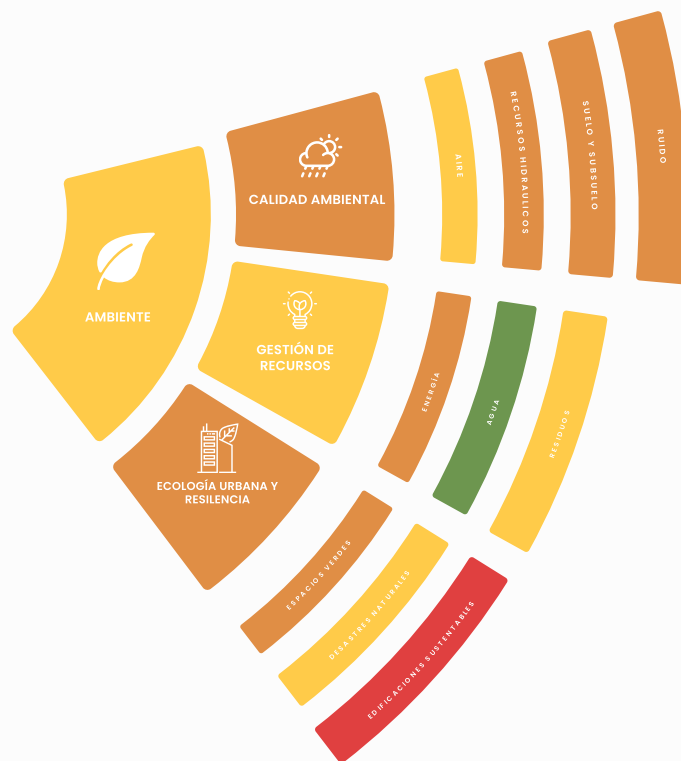 AMBIENTE
CALIDAD AMBIENTAL
AIRE
RECURSOS HIDRAULICOS
SUELO Y SUBSUELO
RUIDO
GESTIÓN DE
RECURSOS
ENERGÍA
AGUA
RESIDUOS
ECOLOGÍA URBANA Y
RESILENCIA
ESPACIOS VERDES
DESASTRES NATURALES
EDIFICACIONES SUSTENTABLES